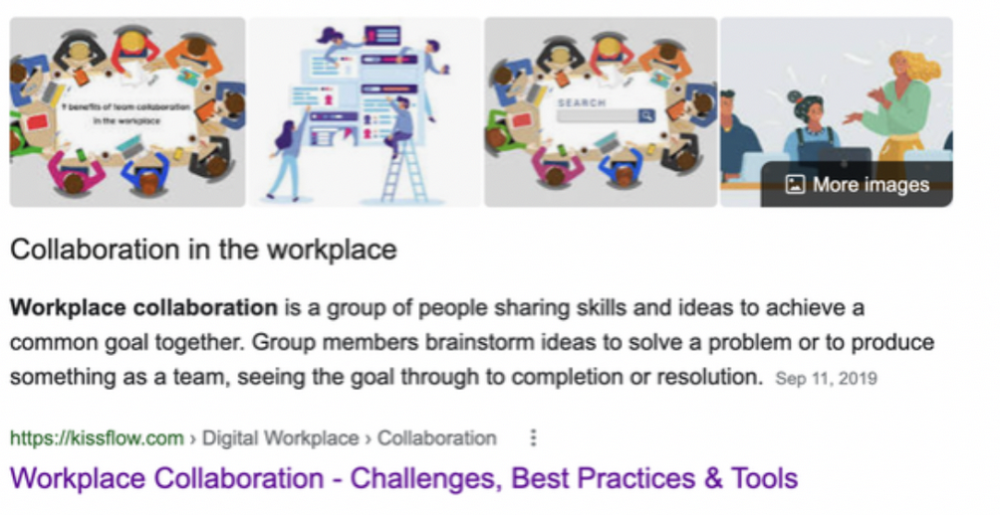 9 benefits of team collaboration
in the workplace
SEARCH
More images
Collaboration in the workplace
Workplace collaboration is a group of people sharing skills and ideas to achieve a
common goal together. Group members brainstorm ideas to solve a problem or to produce
something as a team, seeing the goal through to completion or resolution. Sep 11, 2019
https://kissflow.com › Digital Workplace › Collaboration
Workplace Collaboration - Challenges, Best Practices & Tools